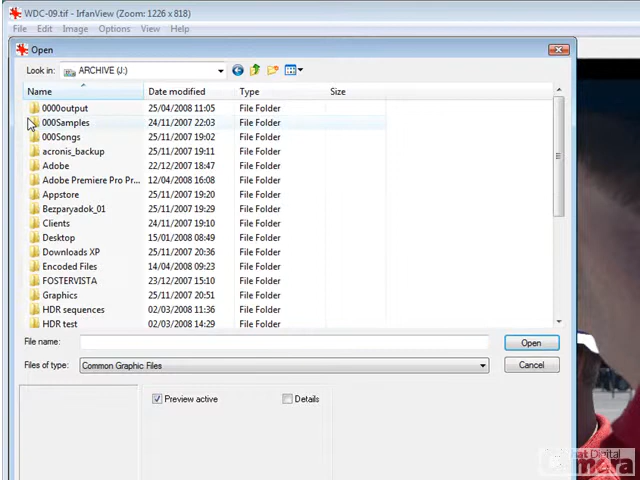 WDC-09.tif - IrfanView (Zoom: 1226 x 818)
File Edit Image Options View Help
Open
Look in: ARCHIVE (J:)
Name Date modified Type Size
0000output 25/04/2008 11:05 File Folder
000Samples 24/11/2007 22:03 File Folder
000Songs 25/11/2007 19:02 File Folder
acronis_backup 25/11/2007 19:11 File Folder
Adobe 22/12/2007 18:47 File Folder
Adobe Premiere Pro Pr... 12/04/2008 16:08 File Folder
Appstore 25/11/2007 19:20 File Folder
Bezparyadok_01 25/11/2007 19:29 File Folder
Clients 25/11/2007 19:30 File Folder
Desktop 15/01/2008 08:49 File Folder
Downloads XP 25/11/2007 20:36 File Folder
Encoded Files 14/04/2008 09:23 File Folder
FOSTERVISTA 23/12/2007 15:10 File Folder
Graphics 25/11/2007 20:51 File Folder
HDR sequences 02/03/2008 11:36 File Folder
HDR test 02/03/2008 14:29 File Folder
File name: Open
Files of type: Common Graphic Files Cancel
Preview active Details
Digital